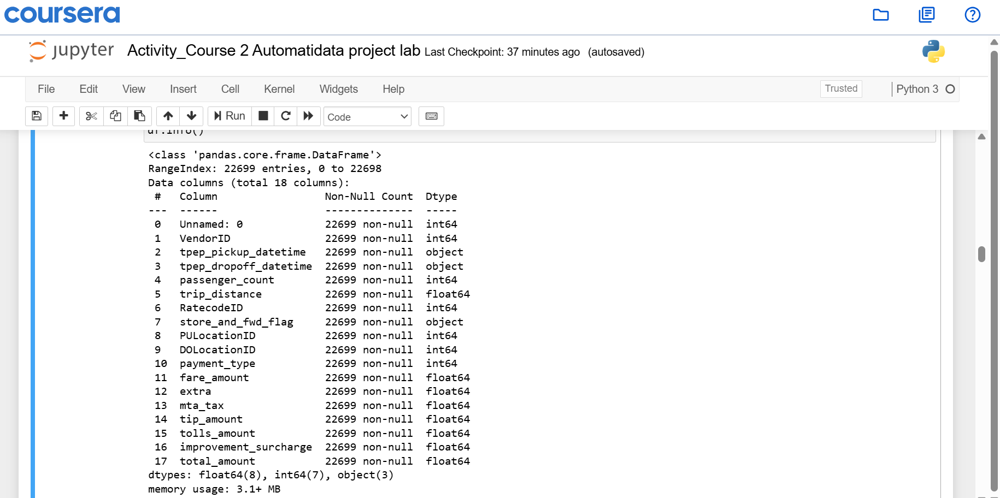 coursera
jupyter Activity_Course 2 Automatidata project lab Last Checkpoint: 37 minutes ago (autosaved)
File Edit View Insert Cell Kernel Widgets Help Trusted Python 3
Run Code
df.info()
<class 'pandas.core.frame.DataFrame'>
RangeIndex: 22699 entries, 0 to 22698
Data columns (total 18 columns):
 #   Column                 Non-Null Count  Dtype
---  ------                 --------------  -----
 0   Unnamed: 0             22699 non-null  int64
 1   VendorID               22699 non-null  int64
 2   tpep_pickup_datetime   22699 non-null  object
 3   tpep_dropoff_datetime  22699 non-null  object
 4   passenger_count        22699 non-null  int64
 5   trip_distance          22699 non-null  float64
 6   RatecodeID             22699 non-null  int64
 7   store_and_fwd_flag     22699 non-null  object
 8   PULocationID           22699 non-null  int64
 9   DOLocationID           22699 non-null  int64
 10  payment_type           22699 non-null  int64
 11  fare_amount            22699 non-null  float64
 12  extra                  22699 non-null  float64
 13  mta_tax                22699 non-null  float64
 14  tip_amount             22699 non-null  float64
 15  tolls_amount           22699 non-null  float64
 16  improvement_surcharge  22699 non-null  float64
 17  total_amount           22699 non-null  float64
dtypes: float64(8), int64(7), object(3)
memory usage: 3.1+ MB